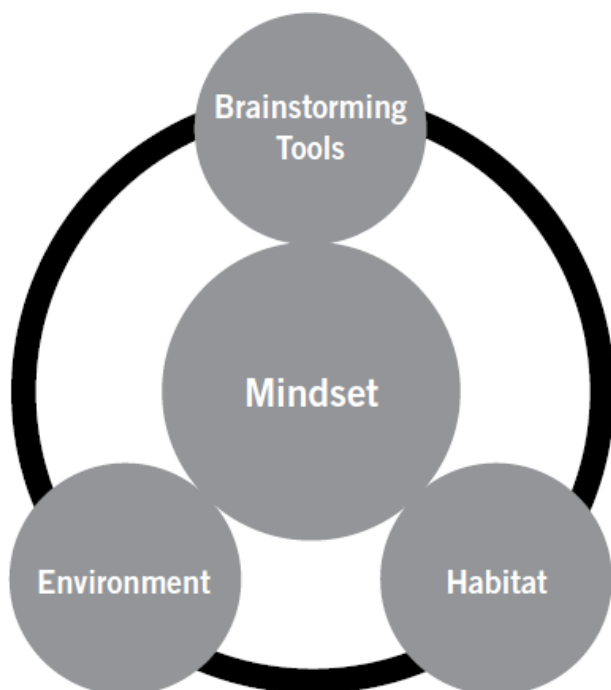 Brainstorming
Tools
Mindset
Environment
Habitat